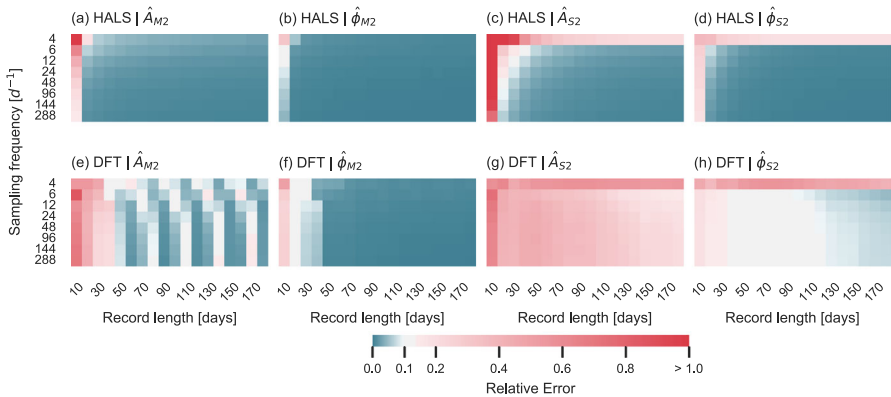 (a) HALS | Â_M2
(b) HALS | ϕ̂_M2
(c) HALS | Â_S2
(d) HALS | ϕ̂_S2
Sampling frequency [d⁻¹]
4
6
12
24
48
96
144
288
(e) DFT | Â_M2
(f) DFT | ϕ̂_M2
(g) DFT | Â_S2
(h) DFT | ϕ̂_S2
4
6
12
24
48
96
144
288
10 30 50 70 90 110 130 150 170
10 30 50 70 90 110 130 150 170
10 30 50 70 90 110 130 150 170
10 30 50 70 90 110 130 150 170
Record length [days]
Record length [days]
Record length [days]
Record length [days]
0.0 0.1 0.2 0.4 0.6 0.8 > 1.0
Relative Error